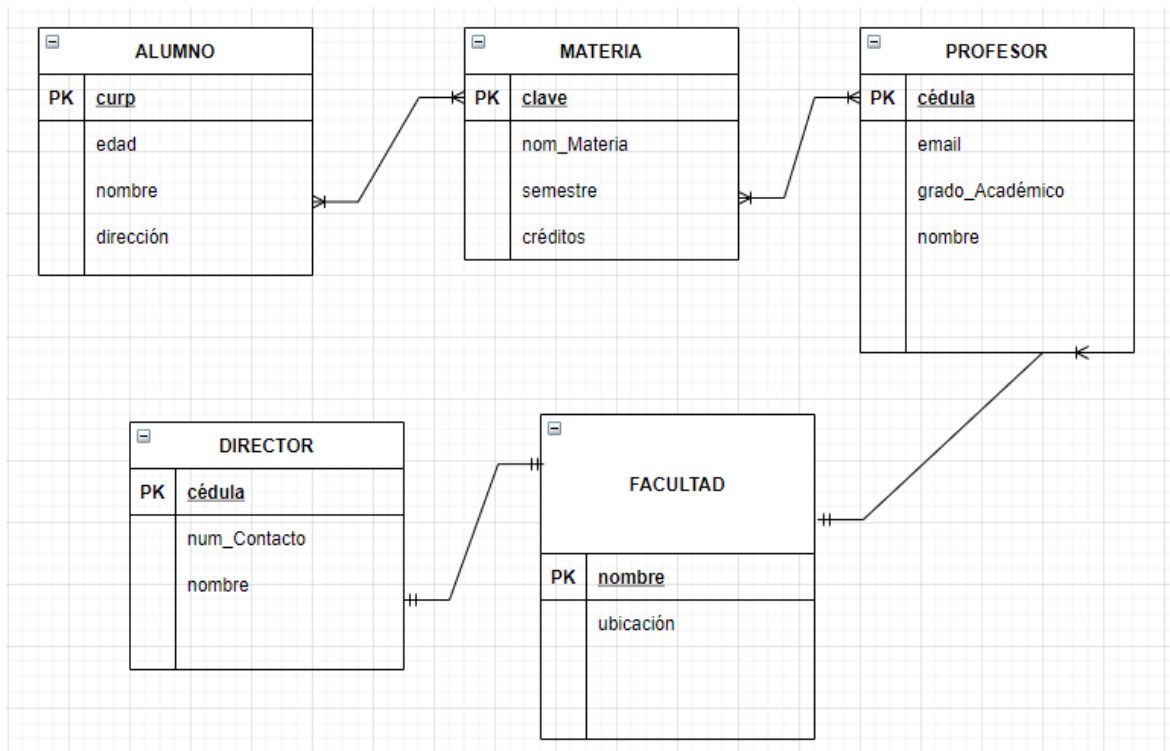 ALUMNO
PK curp
edad
nombre
dirección
MATERIA
PK clave
nom_Materia
semestre
créditos
PROFESOR
PK cédula
email
grado_Académico
nombre
DIRECTOR
PK cédula
num_Contacto
nombre
FACULTAD
PK nombre
ubicación